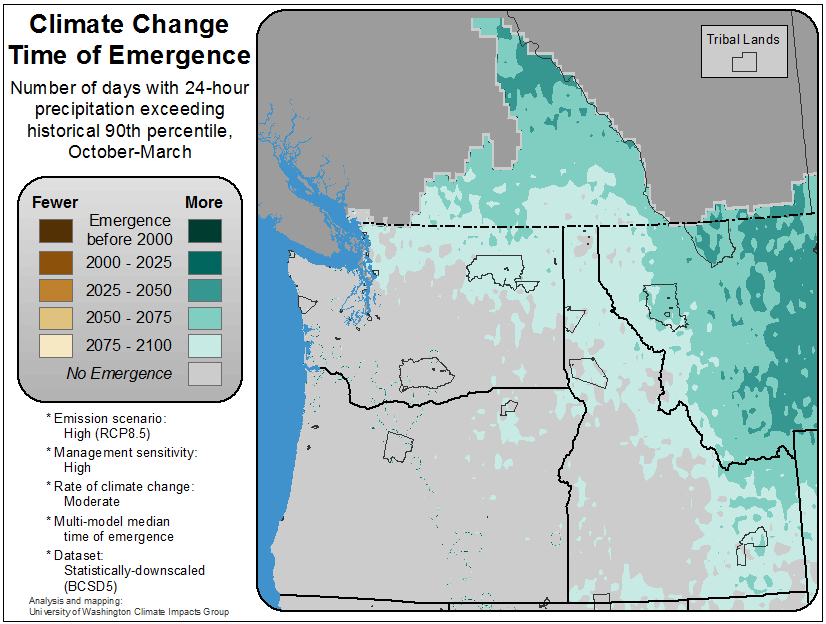 Climate Change
Time of Emergence
Number of days with 24-hour
precipitation exceeding
historical 90th percentile,
October-March
Fewer
More
Emergence
before 2000
2000 - 2025
2025 - 2050
2050 - 2075
2075 - 2100
No Emergence
* Emission scenario:
High (RCP8.5)
* Management sensitivity:
High
* Rate of climate change:
Moderate
* Multi-model median
time of emergence
* Dataset:
Statistically-downscaled
(BCSD5)
Analysis and mapping:
University of Washington Climate Impacts Group
Tribal Lands